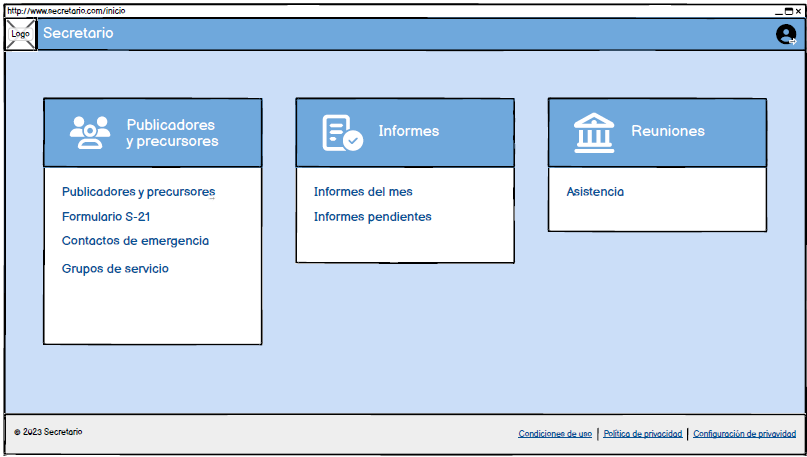 http://www.secretario.com/inicio
Logo
Secretario
Publicadores
y precursores
Publicadores y precursores
Formulario S-21
Contactos de emergencia
Grupos de servicio
Informes
Informes del mes
Informes pendientes
Reuniones
Asistencia
© 2023 Secretario
Condiciones de uso | Política de privacidad | Configuración de privavidad